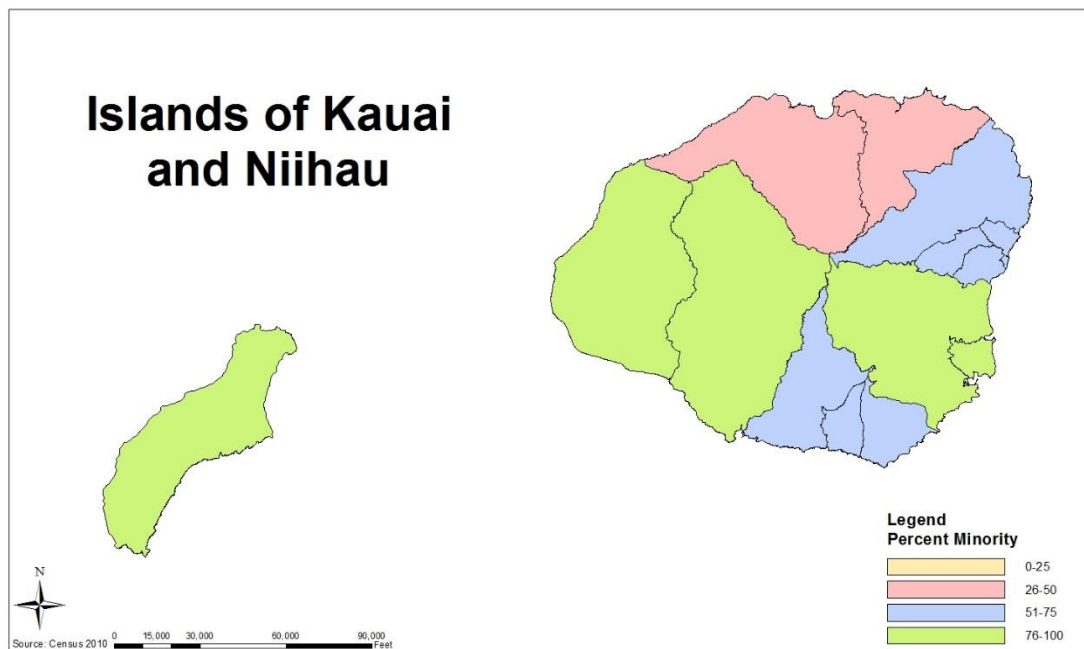 Islands of Kauai
and Niihau
Legend
Percent Minority
0-25
26-50
51-75
76-100
N
Source: Census 2010
0 15,000 30,000 60,000 90,000
Feet